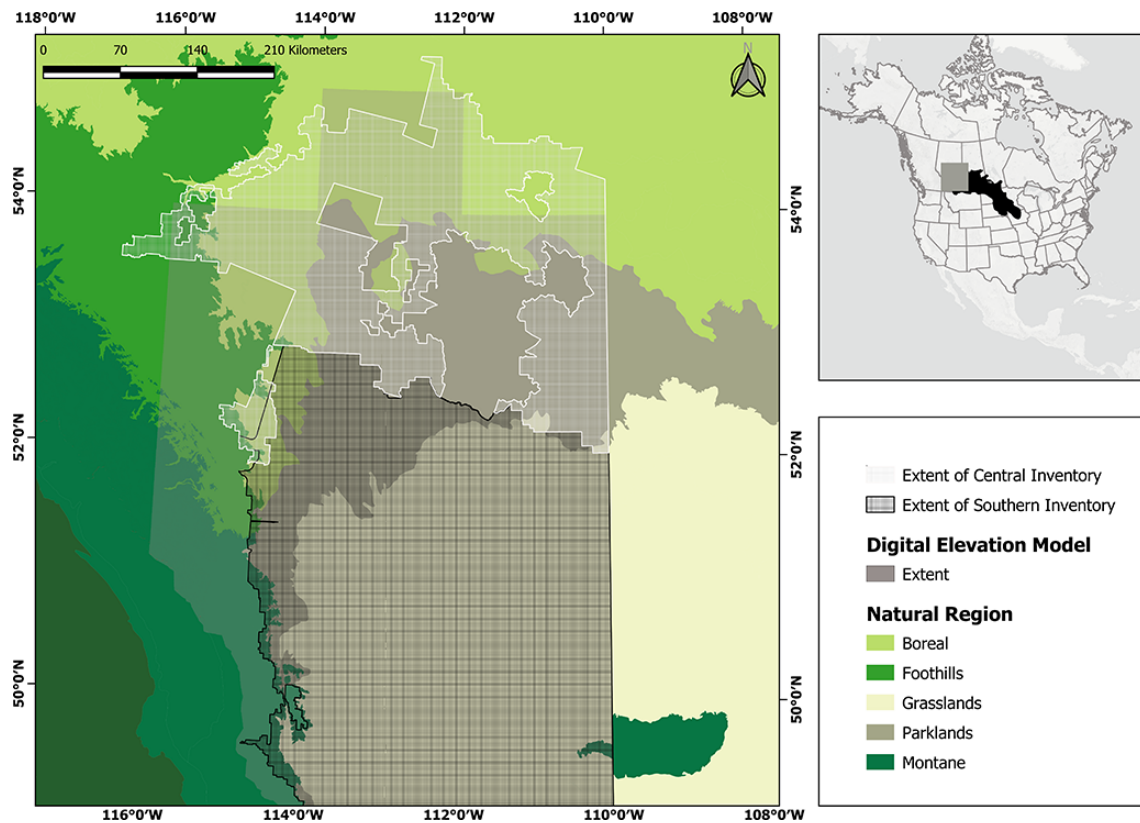 118°0'W 116°0'W 114°0'W 112°0'W 110°0'W 108°0'W
0 70 140 210 Kilometers
N
54°0'N
54°0'N
52°0'N
52°0'N
50°0'N
50°0'N
116°0'W 114°0'W 112°0'W 110°0'W 108°0'W
Extent of Central Inventory
Extent of Southern Inventory
Digital Elevation Model
Extent
Natural Region
Boreal
Foothills
Grasslands
Parklands
Montane